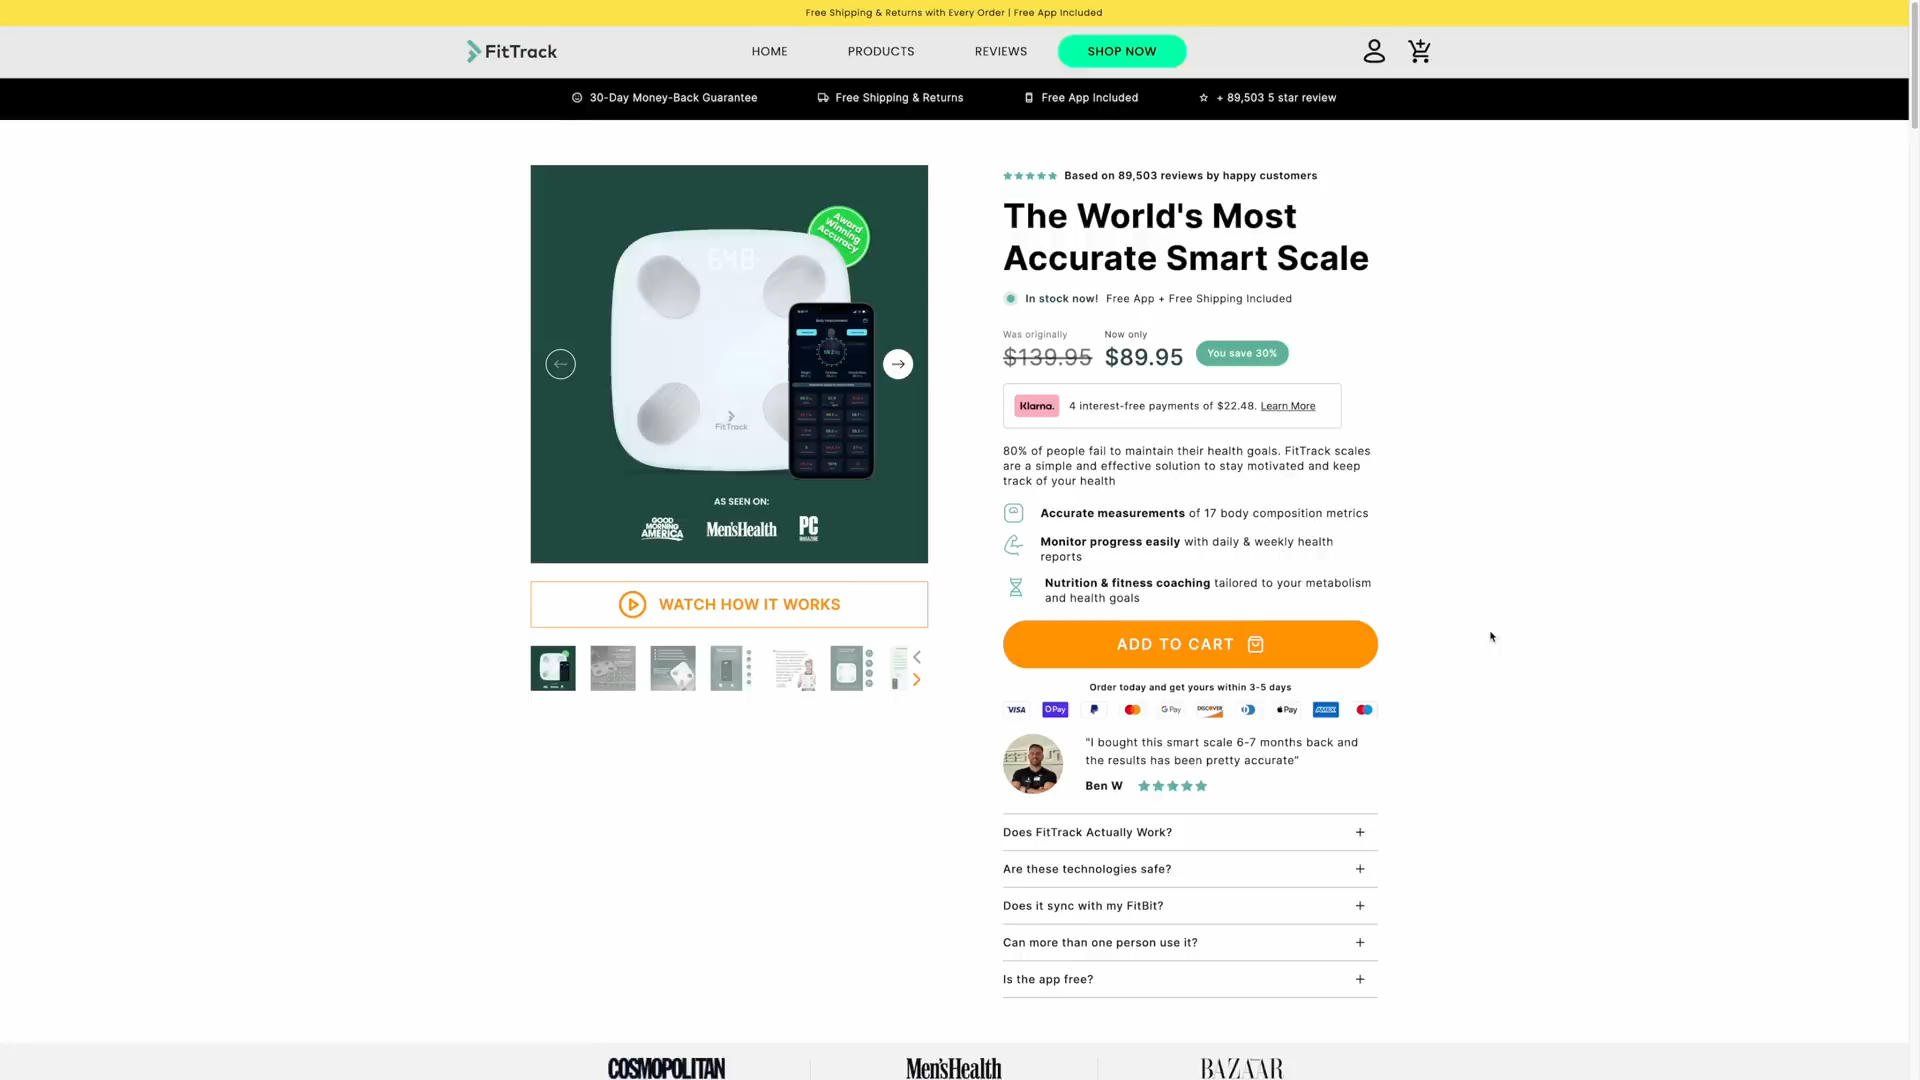 Free Shipping & Returns with Every Order | Free App Included
FitTrack
HOME
PRODUCTS
REVIEWS
SHOP NOW
30-Day Money-Back Guarantee
Free Shipping & Returns
Free App Included
+ 89,503 5 star review
Award
Winning
Accuracy
FitTrack
AS SEEN ON:
GOOD
MORNING
AMERICA
Men'sHealth
PC
MAGAZINE
WATCH HOW IT WORKS
Based on 89,503 reviews by happy customers
The World's Most
Accurate Smart Scale
In stock now! Free App + Free Shipping Included
Was originally
Now only
$139.95
$89.95
You save 30%
Klarna.
4 interest-free payments of $22.48. Learn More
80% of people fail to maintain their health goals. FitTrack scales
are a simple and effective solution to stay motivated and keep
track of your health
Accurate measurements of 17 body composition metrics
Monitor progress easily with daily & weekly health
reports
Nutrition & fitness coaching tailored to your metabolism
and health goals
ADD TO CART
Order today and get yours within 3-5 days
VISA
Pay
G Pay
DISCOVER
Pay
AMEX
"I bought this smart scale 6-7 months back and
the results has been pretty accurate”
Ben W
Does FitTrack Actually Work?
Are these technologies safe?
Does it sync with my FitBit?
Can more than one person use it?
Is the app free?
COSMOPOLITAN
Men'sHealth
BAZAAR